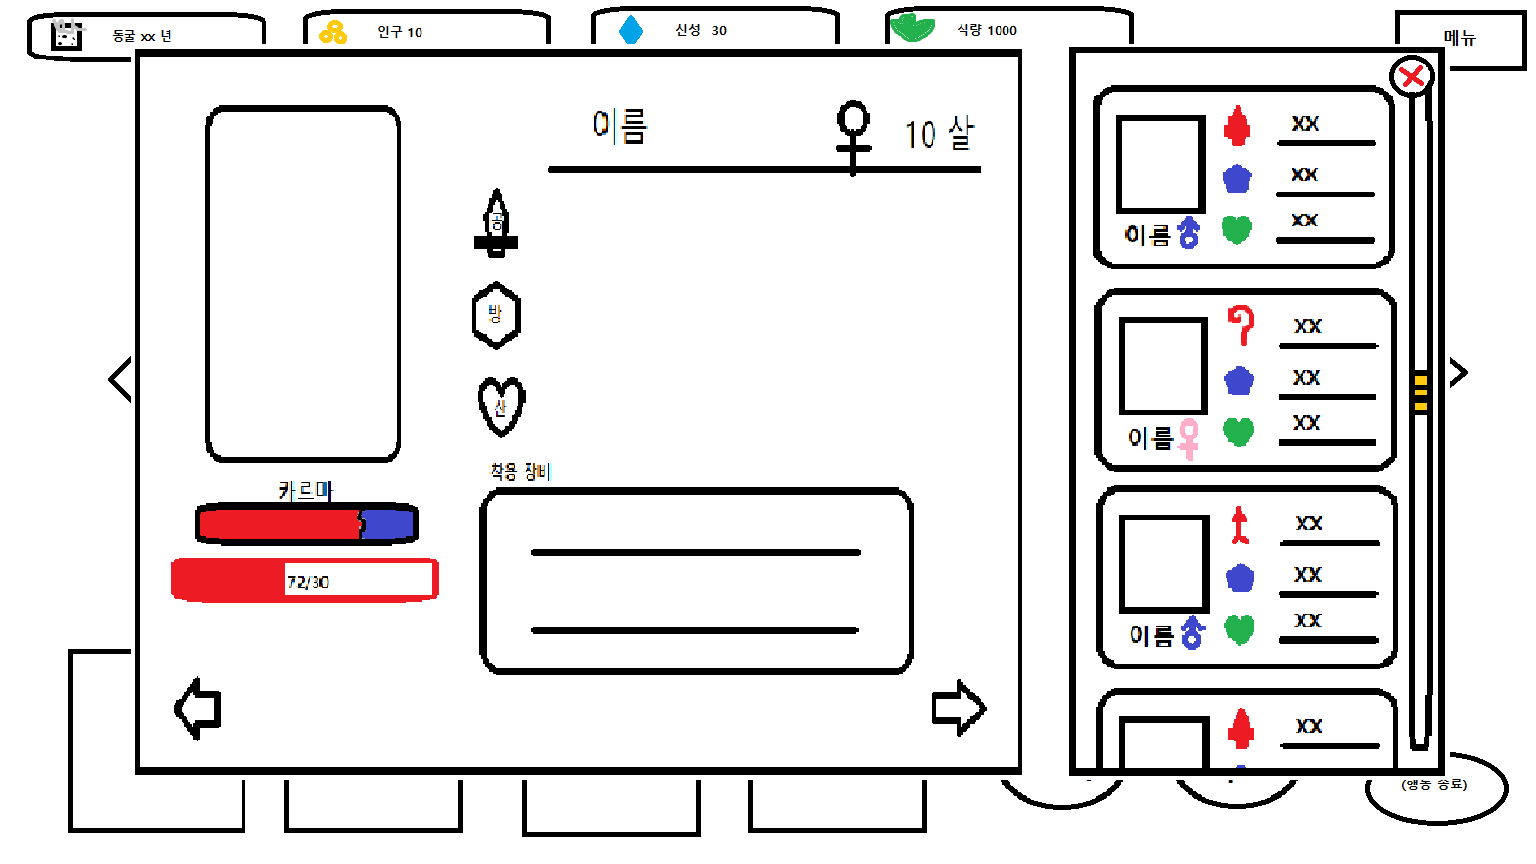 동굴 xx 년
인구 10
신성 30
식량 1000
메뉴
이름
10 살
공
방
산
착용 장비
카르마
72/30
xx
xx
xx
이름
xx
xx
xx
이름
xx
xx
xx
이름
xx
(행동 종료)